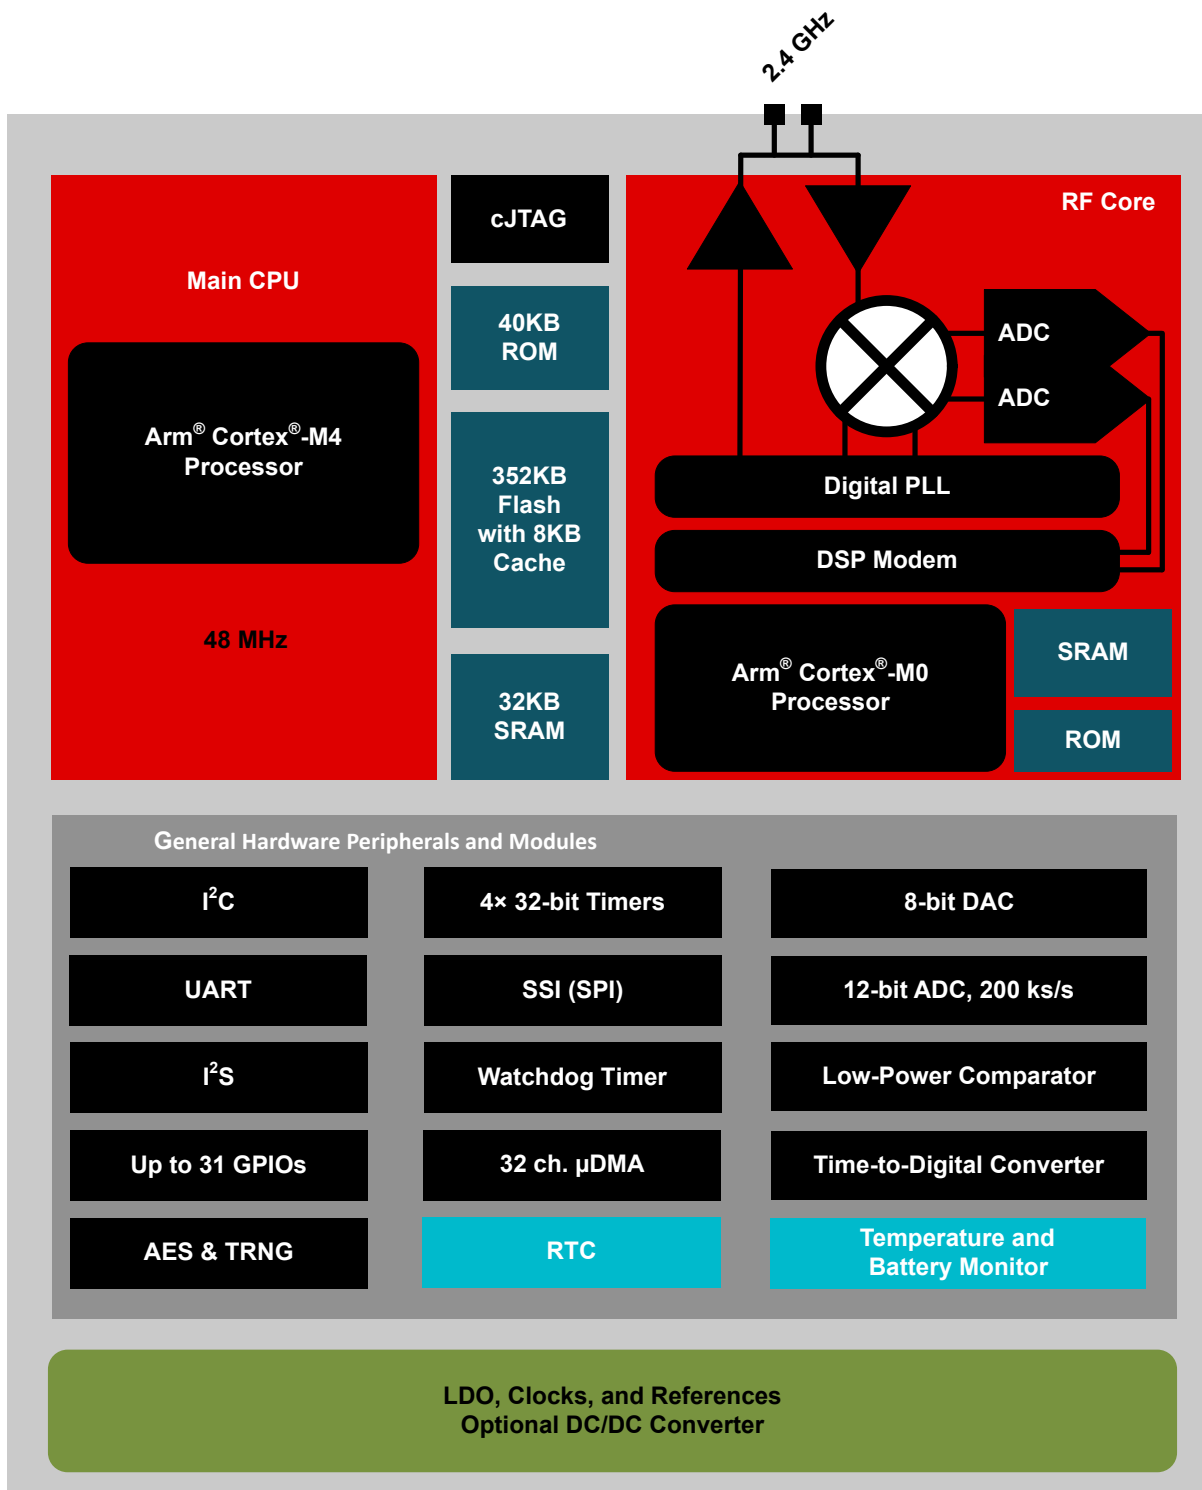 2.4 GHz
Main CPU
Arm® Cortex®-M4
Processor
48 MHz
cJTAG
40KB
ROM
352KB
Flash
with 8KB
Cache
32KB
SRAM
RF Core
ADC
ADC
Digital PLL
DSP Modem
Arm® Cortex®-M0
Processor
SRAM
ROM
General Hardware Peripherals and Modules
I²C
4× 32-bit Timers
8-bit DAC
UART
SSI (SPI)
12-bit ADC, 200 ks/s
I²S
Watchdog Timer
Low-Power Comparator
Up to 31 GPIOs
32 ch. µDMA
Time-to-Digital Converter
AES & TRNG
RTC
Temperature and
Battery Monitor
LDO, Clocks, and References
Optional DC/DC Converter